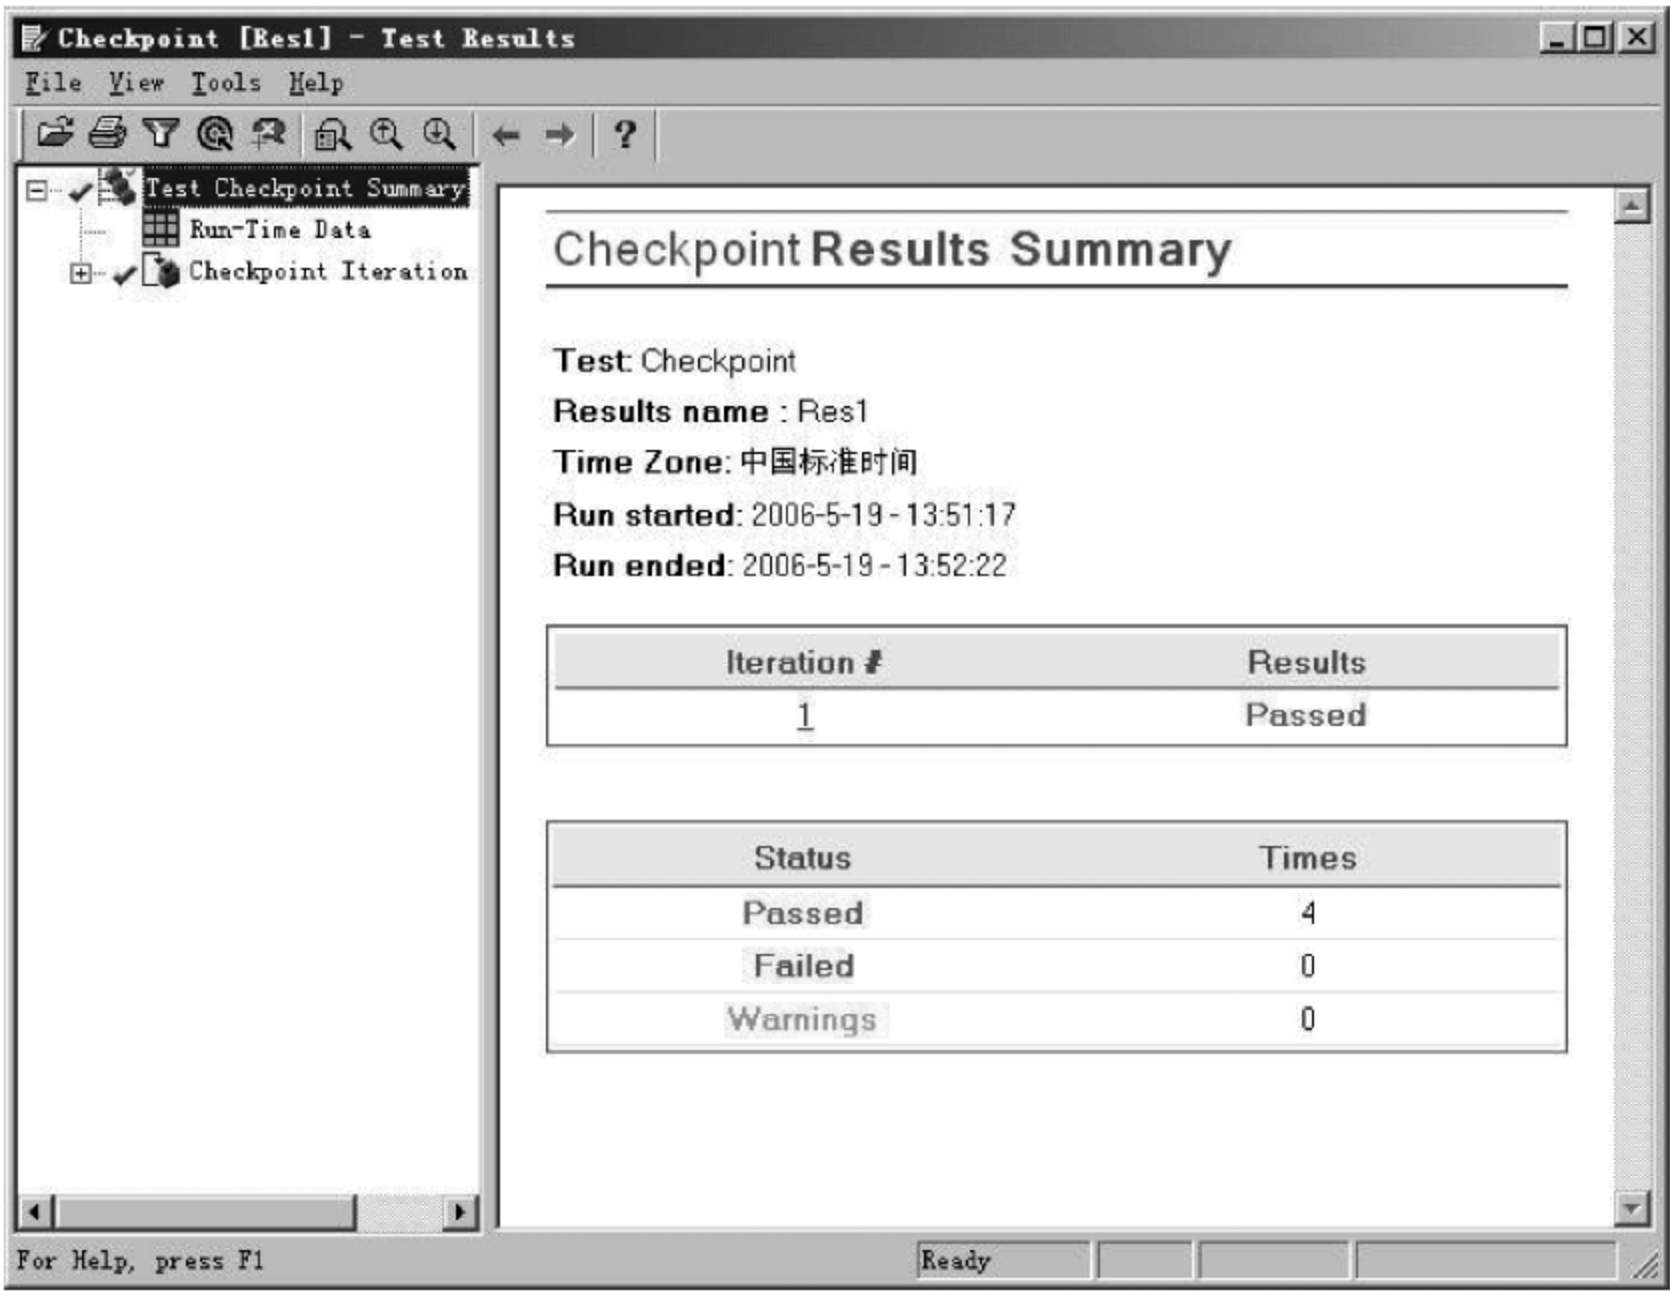 Checkpoint [Res1] - Test Results
File View Tools Help
Test Checkpoint Summary
Run-Time Data
Checkpoint Iteration
Checkpoint Results Summary
Test: Checkpoint
Results name : Res1
Time Zone: 中国标准时间
Run started: 2006-5-19 - 13:51:17
Run ended: 2006-5-19 - 13:52:22
Iteration # Results
1 Passed
Status Times
Passed 4
Failed 0
Warnings 0
For Help, press F1
Ready